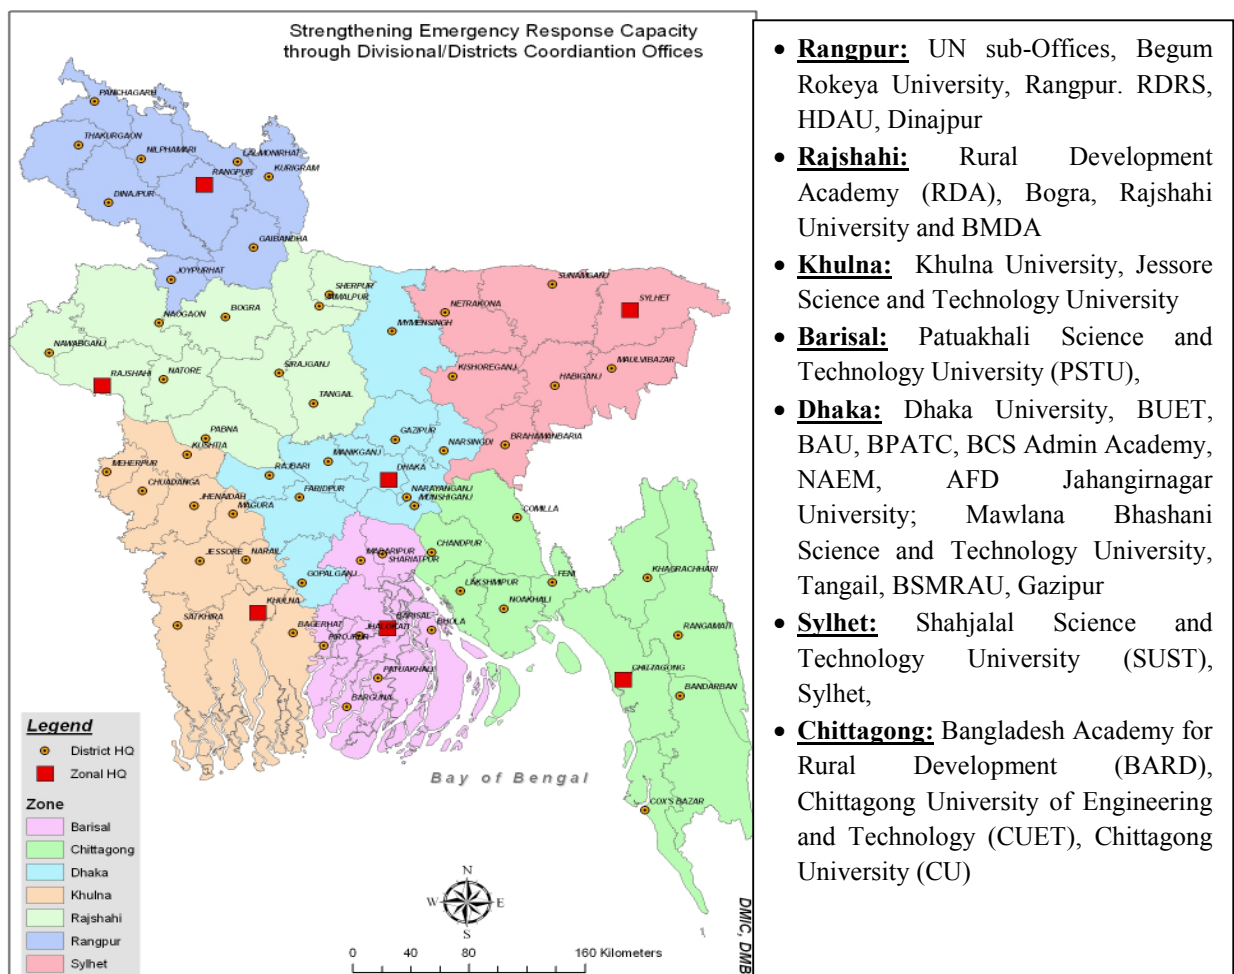 Strengthening Emergency Response Capacity
through Divisional/Districts Coordiantion Offices
PANCHAGARH
THAKURGAON
NILPHAMARI
LALMONIRHAT
RANGPUR
KURIGRAM
DINAJPUR
GAIBANDHA
JOYPURHAT
SHERPUR
JAMALPUR
SUNAMGANJ
NETRAKONA
SYLHET
BOGRA
NAOGAON
MYMENSINGH
NAWABGANJ
RAJSHAHI
NATORE
SIRAJGANJ
KISHOREGANJ
HABIGANJ
MAULVIBAZAR
TANGAIL
PABNA
KUSHTIA
GAZIPUR
NARSINGDI
BRAHAMANBARIA
MEHERPUR
MANIKGANJ
RAJBARI
DHAKA
CHUADANGA
FARIDPUR
NARAYANGANJ
MUNSHIGANJ
JHENAIDAH
MAGURA
COMILLA
JESSORE
NARAIL
MADARIPUR
SHARIATPUR
CHANDPUR
GOPALGANJ
LAKSHMIPUR
FENI
KHAGRACHHARI
NOAKHALI
KHULNA
SATKHIRA
BAGERHAT
PIROJPUR
JHALOKATI
BARISAL
BHOLA
RANGAMATI
PATUAKHALI
CHITTAGONG
BANDARBAN
BARGUNA
COX'S BAZAR
Bay of Bengal
Legend
District HQ
Zonal HQ
Zone
Barisal
Chittagong
Dhaka
Khulna
Rajshahi
Rangpur
Sylhet
N
W
E
S
0 40 80 160 Kilometers
DMIC, DMB
• Rangpur: UN sub-Offices, Begum
Rokeya University, Rangpur. RDRS,
HDAU, Dinajpur
• Rajshahi: Rural Development
Academy (RDA), Bogra, Rajshahi
University and BMDA
• Khulna: Khulna University, Jessore
Science and Technology University
• Barisal: Patuakhali Science and
Technology University (PSTU),
• Dhaka: Dhaka University, BUET,
BAU, BPATC, BCS Admin Academy,
NAEM, AFD Jahangirnagar
University; Mawlana Bhashani
Science and Technology University,
Tangail, BSMRAU, Gazipur
• Sylhet: Shahjalal Science and
Technology University (SUST),
Sylhet,
• Chittagong: Bangladesh Academy for
Rural Development (BARD),
Chittagong University of Engineering
and Technology (CUET), Chittagong
University (CU)